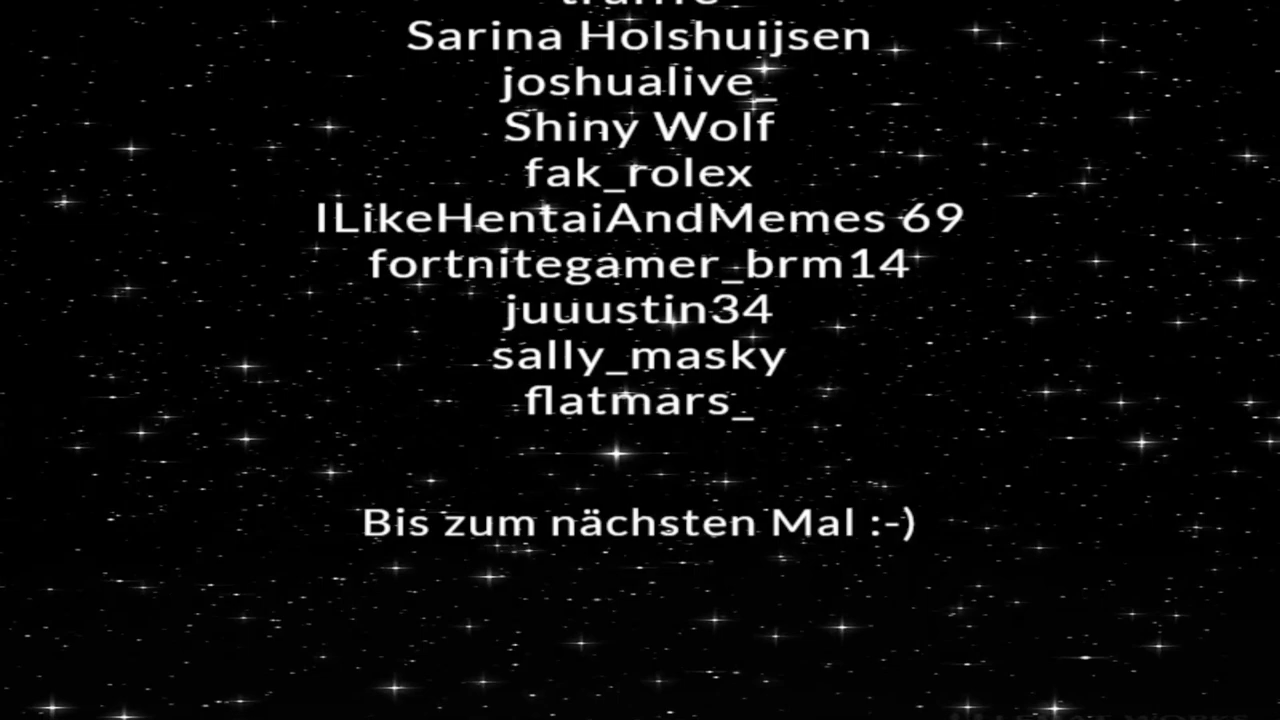 Sarina Holshuijsen
joshualive_
Shiny Wolf
fak_rolex
ILikeHentaiAndMemes 69
fortnitegamer_brm14
juuustin34
sally_masky
flatmars_
Bis zum nächsten Mal :-)